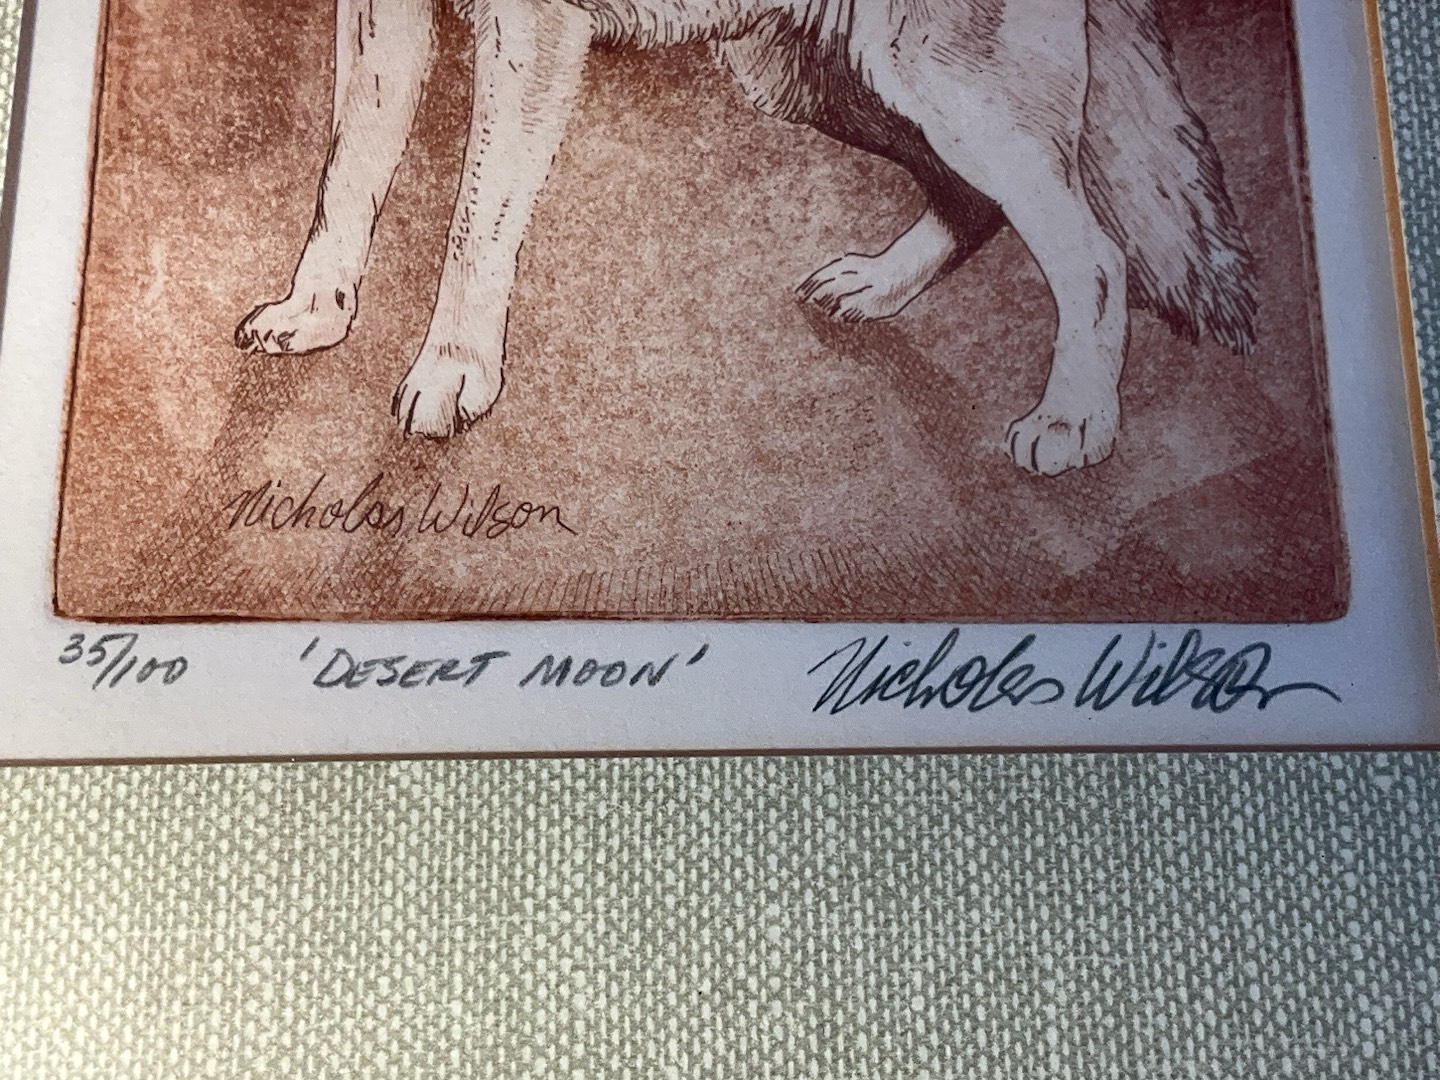 Nicholas Wilson
35/100 'DESERT MOON' Nicholas Wilson